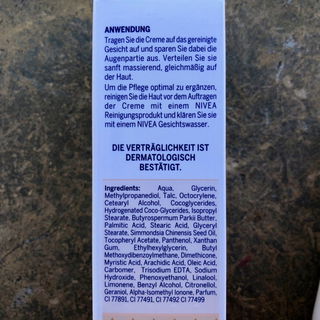 ANWENDUNG
Tragen Sie die Creme auf das gereinigte
Gesicht auf und sparen Sie dabei die
Augenpartie aus. Verteilen Sie sie
sanft massierend, gleichmäßig auf
der Haut.
Um die Pflege optimal zu ergänzen,
reinigen Sie die Haut vor dem Auftragen
der Creme mit einem NIVEA
Reinigungsprodukt und klären Sie sie
mit einem NIVEA Gesichtswasser.
DIE VERTRÄGLICHKEIT IST
DERMATOLOGISCH
BESTÄTIGT.
Ingredients: Aqua, Glycerin,
Methylpropanediol, Talc, Octocrylene,
Cetearyl Alcohol, Cocoglycerides,
Hydrogenated Coco-Glycerides, Isopropyl
Stearate, Butyrospermum Parkii Butter,
Palmitic Acid, Stearic Acid, Glyceryl
Stearate, Simmondsia Chinensis Seed Oil,
Tocopheryl Acetate, Panthenol, Xanthan
Gum, Ethylhexylglycerin, Butyl
Methoxydibenzoylmethane, Dimethicone,
Myristic Acid, Arachidic Acid, Oleic Acid,
Carbomer, Trisodium EDTA, Sodium
Hydroxide, Phenoxyethanol, Linalool,
Limonene, Benzyl Alcohol, Citronellol,
Geraniol, Alpha-Isomethyl Ionone, Parfum,
CI 77891, CI 77491, CI 77492 CI 77499